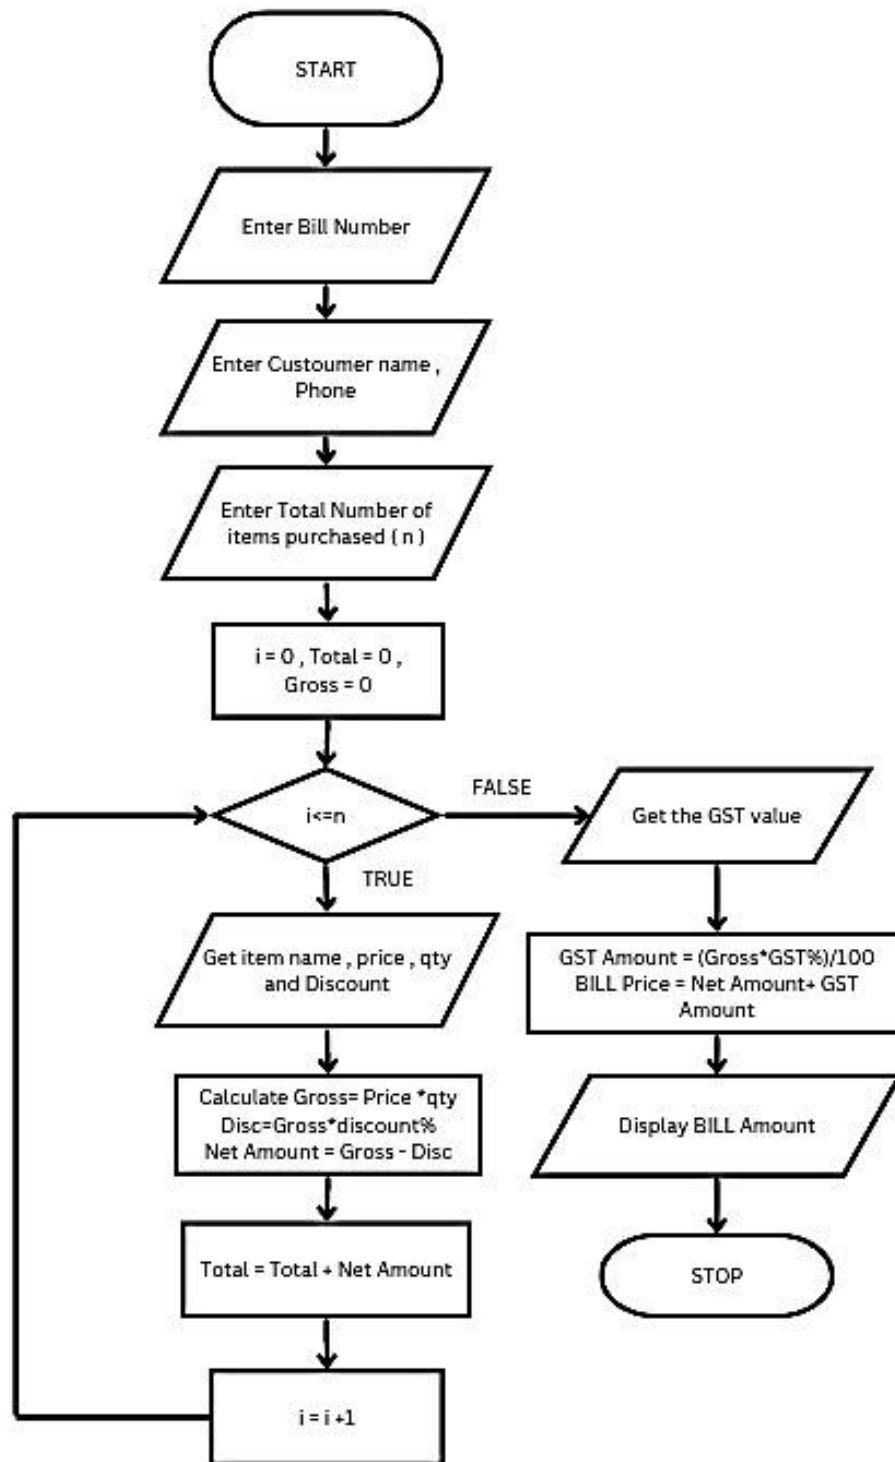 START
Enter Bill Number
Enter Custoumer name ,
Phone
Enter Total Number of
items purchased ( n )
i = 0 , Total = 0 ,
Gross = 0
i<=n
FALSE
TRUE
Get item name , price , qty
and Discount
Calculate Gross= Price *qty
Disc=Gross*discount%
Net Amount = Gross - Disc
Total = Total + Net Amount
i = i +1
Get the GST value
GST Amount = (Gross*GST%)/100
BILL Price = Net Amount+ GST
Amount
Display BILL Amount
STOP